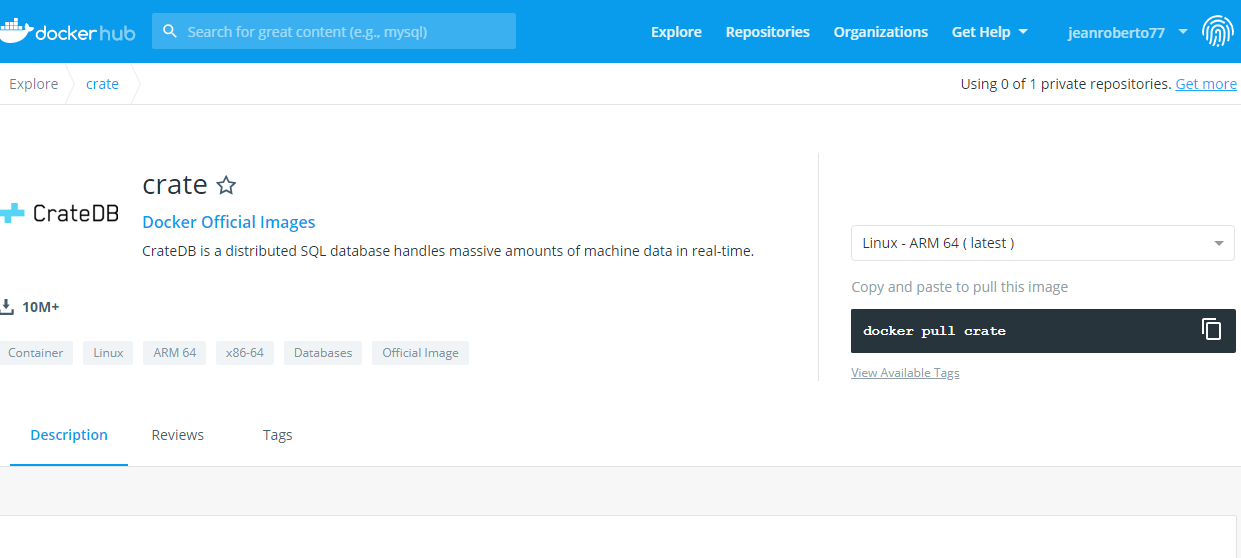 docker hub
Search for great content (e.g., mysql)
Explore
Repositories
Organizations
Get Help
jeanroberto77
Explore
crate
Using 0 of 1 private repositories. Get more
crate
CrateDB
Docker Official Images
CrateDB is a distributed SQL database handles massive amounts of machine data in real-time.
10M+
Container
Linux
ARM 64
x86-64
Databases
Official Image
Linux - ARM 64 ( latest )
Copy and paste to pull this image
docker pull crate
View Available Tags
Description
Reviews
Tags